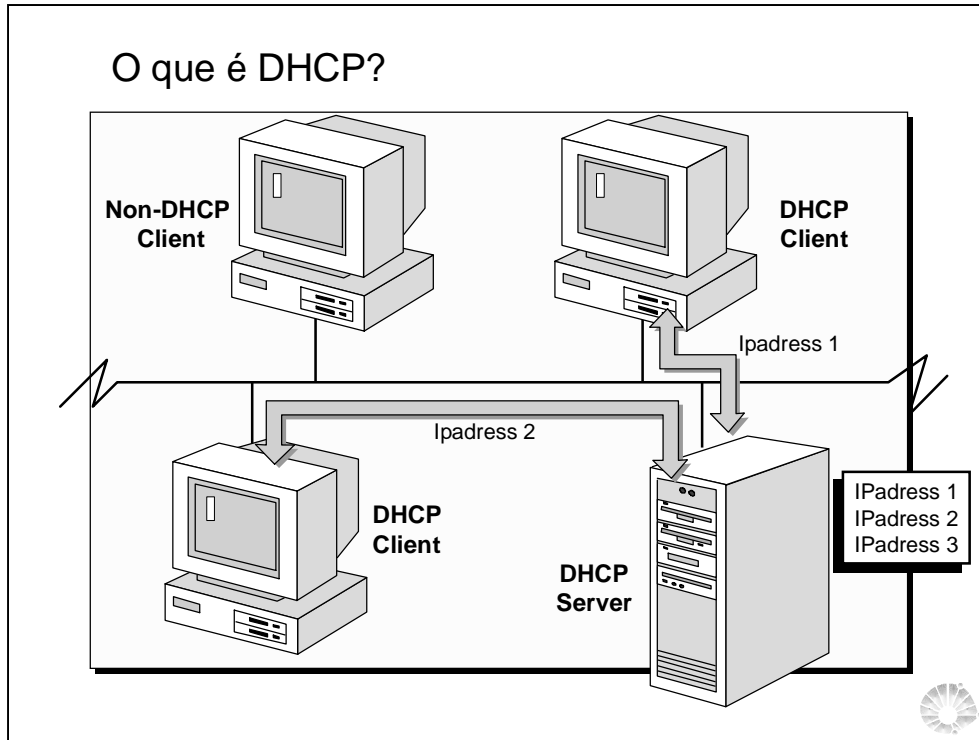 O que é DHCP?
Non-DHCP
Client
DHCP
Client
Ipadress 1
Ipadress 2
DHCP
Client
DHCP
Server
IPadress 1
IPadress 2
IPadress 3